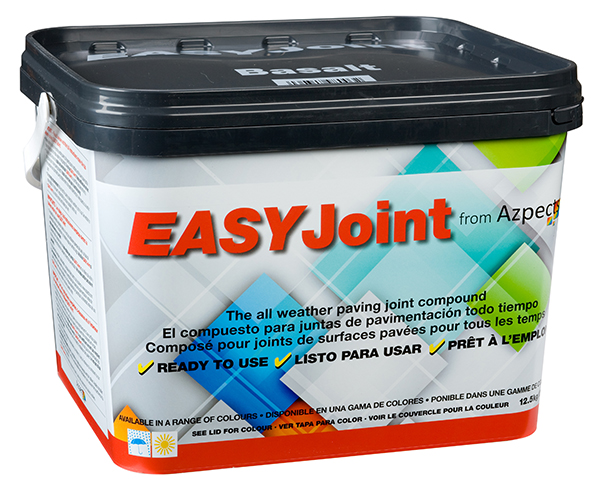 EASYJoint
Basalt
EASYJoint from Azpects
The all weather paving joint compound
El compuesto para juntas de pavimentación todo tiempo
Composé pour joints de surfaces pavées pour tous les temps
READY TO USE LISTO PARA USAR PRÊT À L'EMPLOI
AVAILABLE IN A RANGE OF COLOURS • DISPONIBLE EN UNA GAMA DE COLORES • PONIBLE DANS UNE GAMME DE
SEE LID FOR COLOUR - VER TAPA PARA COLOR - VOIR LE COUVERCLE POUR LA COULEUR 12.5kg